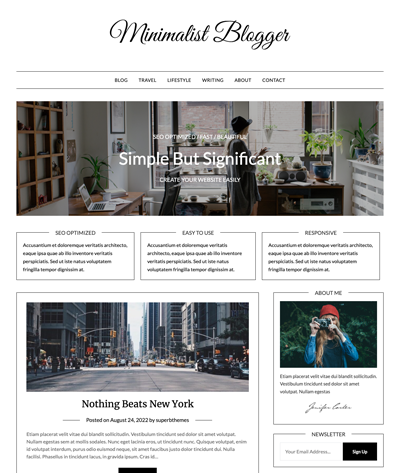 Minimalist Blogger
BLOG TRAVEL LIFESTYLE WRITING ABOUT CONTACT
SEO OPTIMIZED / FAST / BEAUTIFUL
Simple But Significant
CREATE YOUR WEBSITE EASILY
SEO OPTIMIZED
Accusantium et doloremque veritatis architecto,
eaque ipsa quae ab illo inventore veritatis
perspiciatis. Sed ut iste natus voluptatem
fringilla tempor dignissim at.
EASY TO USE
Accusantium et doloremque veritatis architecto,
eaque ipsa quae ab illo inventore veritatis
perspiciatis. Sed ut iste natus voluptatem
fringilla tempor dignissim at.
RESPONSIVE
Accusantium et doloremque veritatis architecto,
eaque ipsa quae ab illo inventore veritatis
perspiciatis. Sed ut iste natus voluptatem
fringilla tempor dignissim at.
Nothing Beats New York
Posted on August 24, 2022 by superbthemes
Etiam placerat velit vitae dui blandit sollicitudin. Vestibulum tincidunt sed dolor sit amet volutpat.
Nullam egestas sem at mollis sodales. Nunc eget lacinia eros, ut tincidunt nunc. Quisque volutpat, enim
id volutpat interdum, purus odio euismod neque, sit amet faucibus justo dolor tincidunt dui. Nulla
facilisi. Phasellus in tincidunt lacus, in gravida ipsum. Cras id…
ABOUT ME
Etiam placerat velit vitae dui blandit sollicitudin.
Vestibulum tincidunt sed dolor sit amet
volutpat. Nullam egestas
NEWSLETTER
Your Email Address... Sign Up